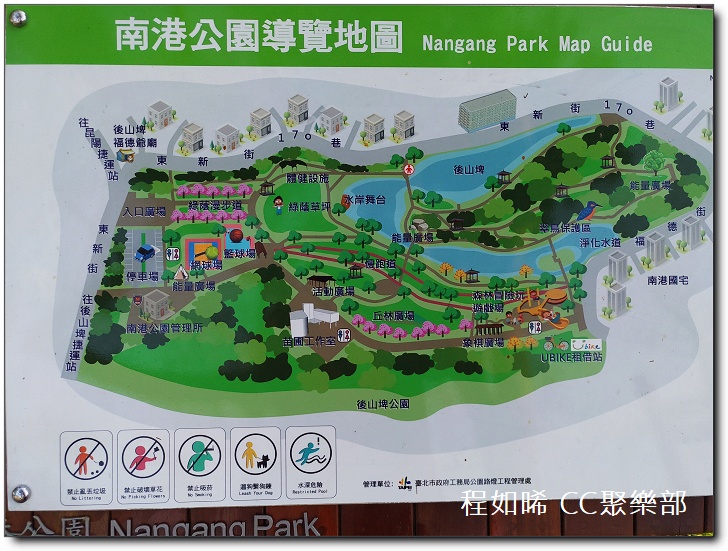 南港公園導覽地圖 Nangang Park Map Guide
往昆陽捷運站
後山埤
福德爺廟
東新街170巷
東新街170巷
後山埤
體健設施
入口廣場
綠蔭漫步道
綠蔭草坪
水岸舞台
能量廣場
能量廣場
翠鳥保護區
淨化水道
福德街
南港國宅
東新街
停車場
網球場
籃球場
能量廣場
慢跑道
活動廣場
森林冒險玩
遊戲場
丘林廣場
南港公園管理所
苗圃工作室
象棋廣場
Ubike
UBIKE租借站
往後山埤捷運站
後山埤公園
禁止亂丟垃圾
No Littering
禁止破壞草花
No Picking Flowers
禁止吸菸
No Smoking
遛狗繫狗鍊
Leash Your Dog
水深危險
Restricted Pool
管理單位: 臺北市政府工務局公園路燈工程管理處
程如晞 CC聚樂部
公園 Nangang Park